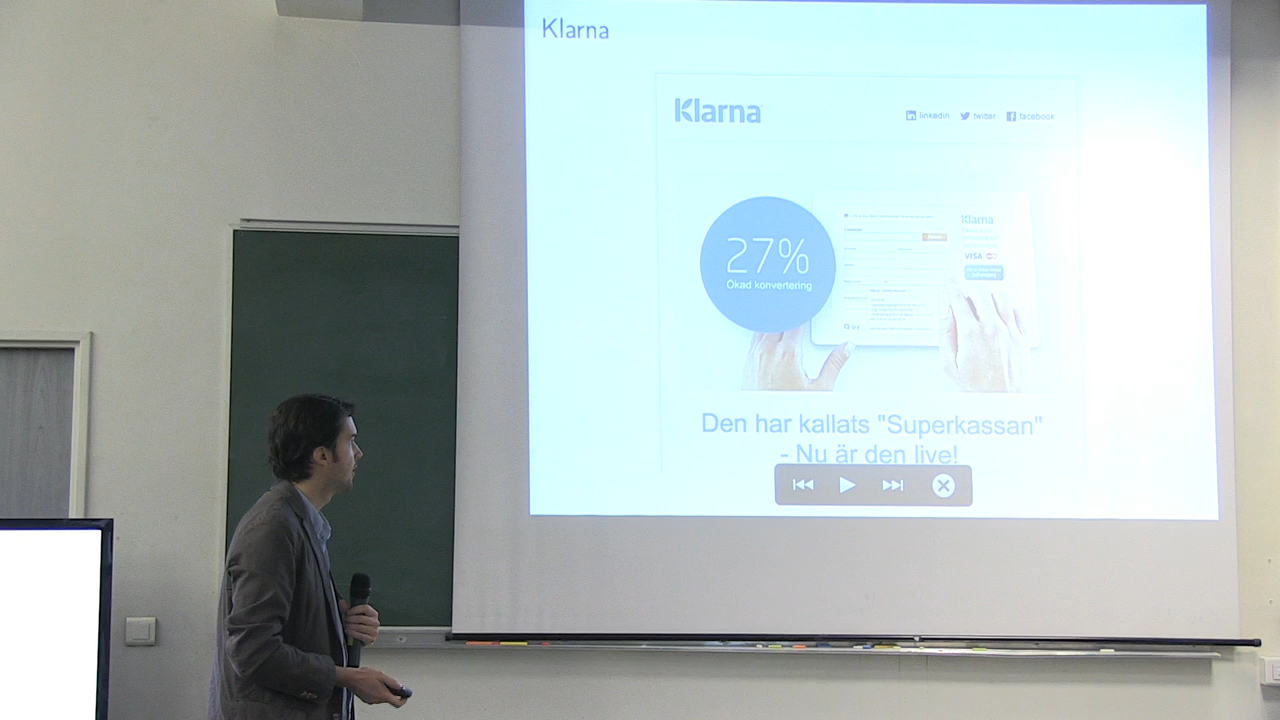 Klarna
Klarna
linkedin twitter facebook
27%
Ökad konvertering
Klarna
VISA
Den har kallats "Superkassan"
- Nu är den live!